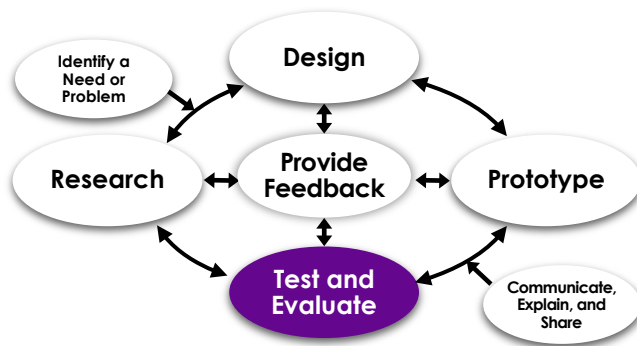 Design
Identify a
Need or
Problem
Research
Provide
Feedback
Prototype
Test and
Evaluate
Communicate,
Explain, and
Share